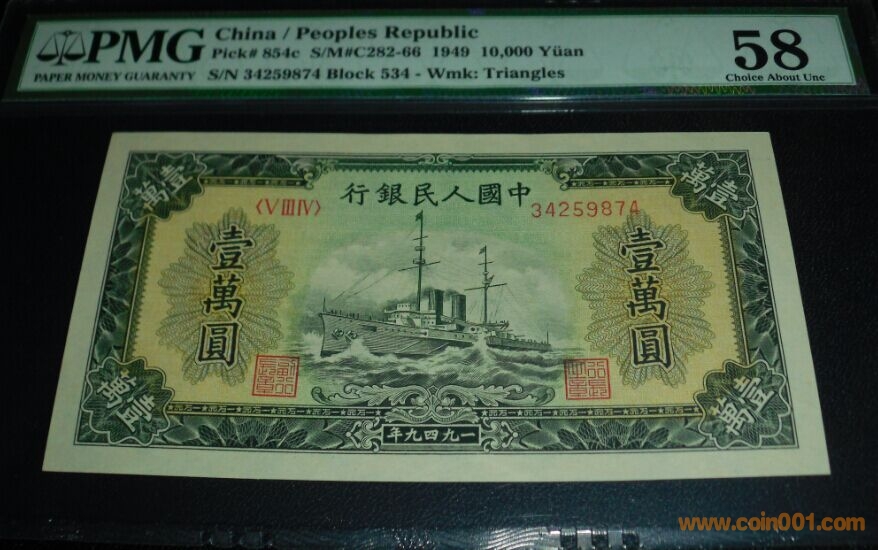 PMG
PAPER MONEY GUARANTY
China / Peoples Republic
Pick# 854c S/M#C282-66 1949 10,000 Yüan
S/N 34259874 Block 534 - Wmk: Triangles
58
Choice About Unc
壹萬
壹萬
行銀民人國中
〈V III IV〉
34259874
壹萬圓
壹萬圓
壹萬
壹萬
年九四九一
www.coin001.com